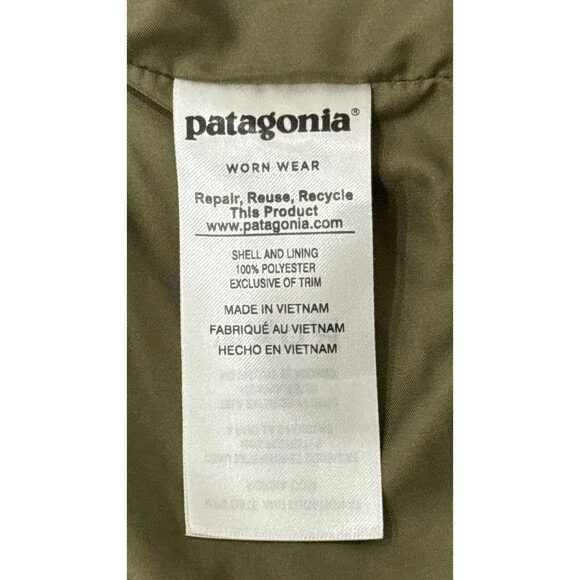 patagonia®
WORN WEAR
Repair, Reuse, Recycle
This Product
www.patagonia.com
SHELL AND LINING
100% POLYESTER
EXCLUSIVE OF TRIM
MADE IN VIETNAM
FABRIQUÉ AU VIETNAM
HECHO EN VIETNAM